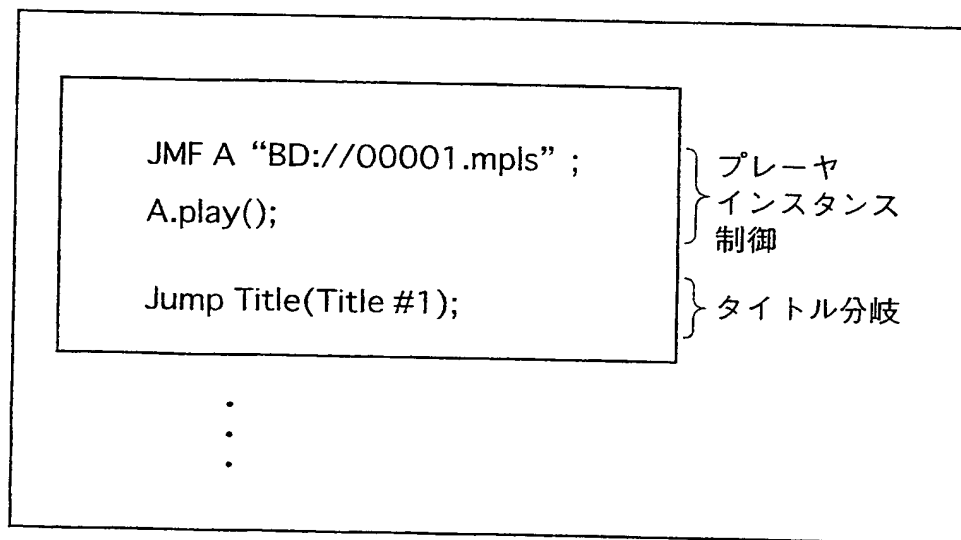 JMF A “BD://00001.mpls” ;
A.play();
プレーヤ
インスタンス
制御
Jump Title(Title #1);
タイトル分岐